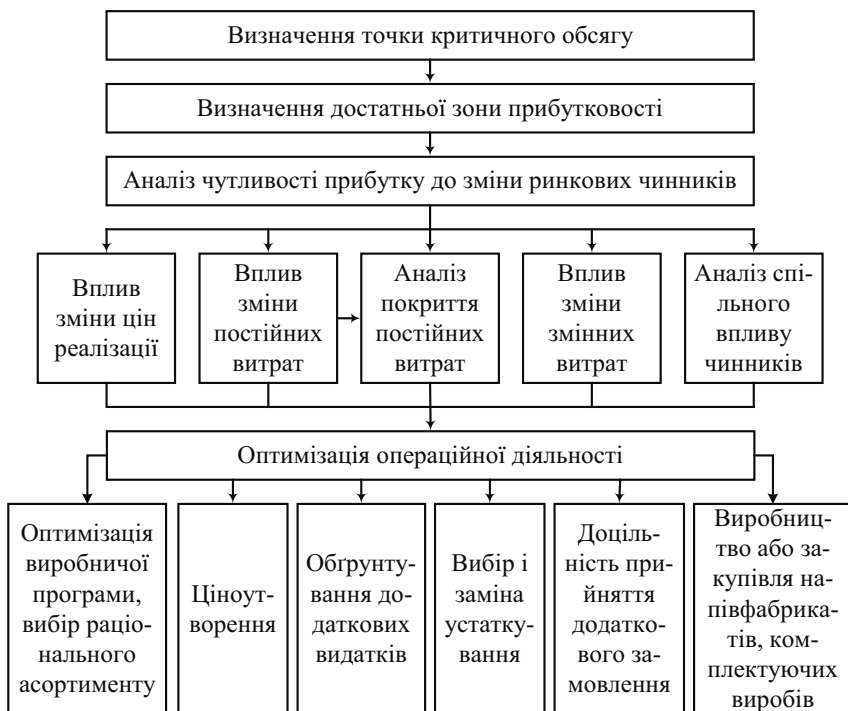 Визначення точки критичного обсягу
Визначення достатньої зони прибутковості
Аналіз чутливості прибутку до зміни ринкових чинників
Вплив
зміни цін
реалізації
Вплив
зміни
постійних
витрат
Аналіз
покриття
постійних
витрат
Вплив
зміни
змінних
витрат
Аналіз спі-
льного
впливу
чинників
Оптимізація операційної діяльності
Оптимізація
виробничої
програми,
вибір раціо-
нального
асортименту
Ціноут-
ворення
Обґрунту-
вання до-
даткових
видатків
Вибір і
заміна
устатку-
вання
Доціль-
ність при-
йняття
додатко-
вого за-
мовлення
Виробниц-
тво або за-
купівля на-
півфабрика-
тів, ком-
плектуючих
виробів